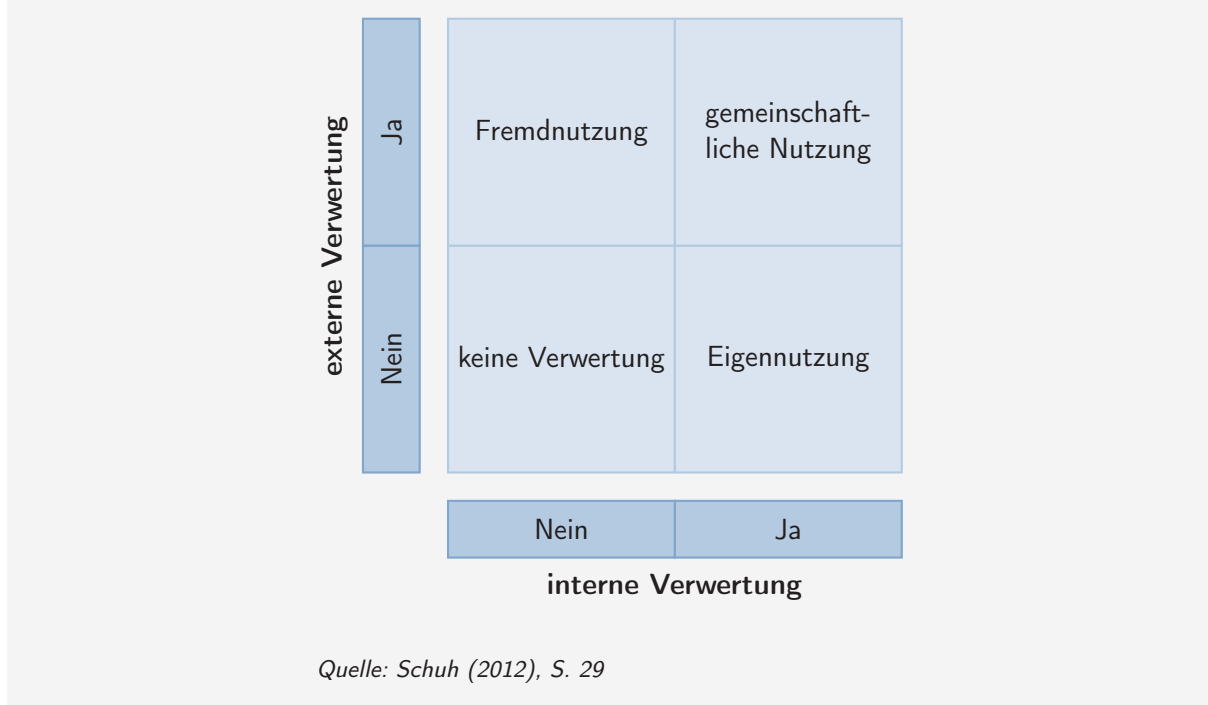 externe Verwertung
Ja
Nein
Fremdnutzung
gemeinschaft-
liche Nutzung
keine Verwertung
Eigennutzung
Nein
Ja
interne Verwertung
Quelle: Schuh (2012), S. 29